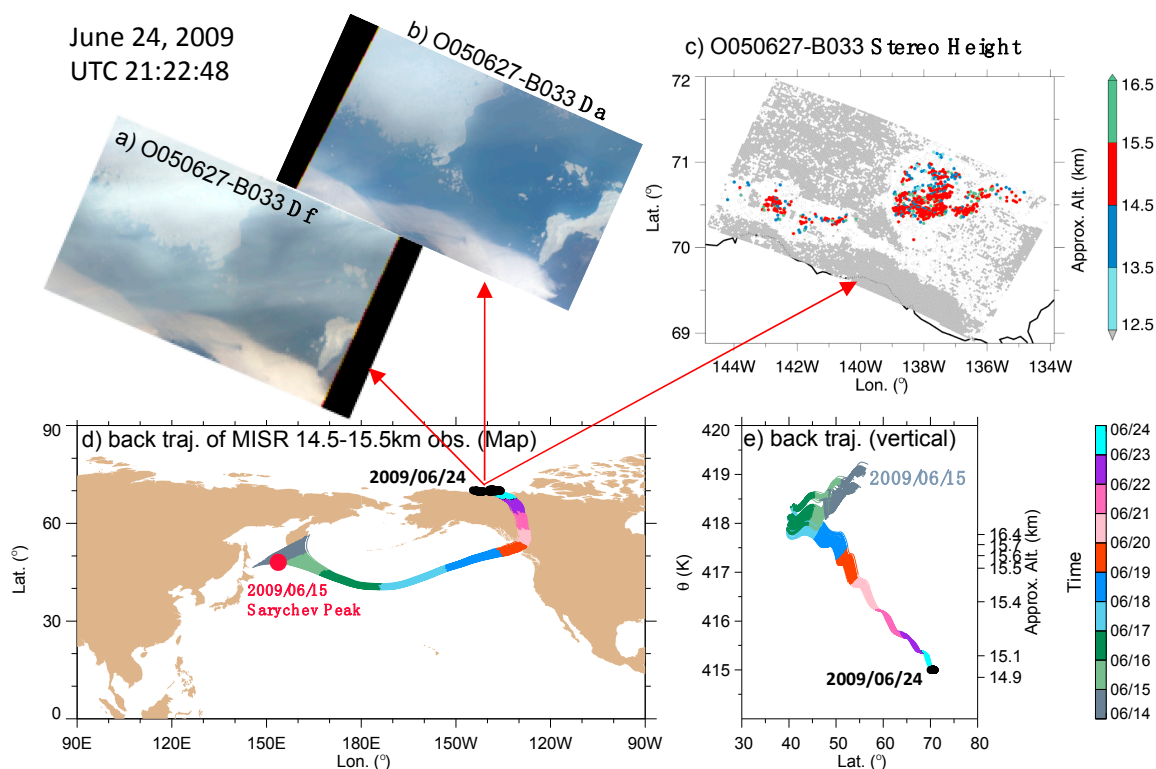 June 24, 2009
UTC 21:22:48
b) O050627-B033 Da
a) O050627-B033 Df
c) O050627-B033 Stereo Height
72
71
70
69
Lat. (°)
144W 142W 140W 138W 136W 134W
Lon. (°)
Approx. Alt. (km)
16.5
15.5
14.5
13.5
12.5
d) back traj. of MISR 14.5-15.5km obs. (Map)
2009/06/24
2009/06/15
Sarychev Peak
90
60
30
0
Lat. (°)
90E 120E 150E 180E 150W 120W 90W
Lon. (°)
e) back traj. (vertical)
2009/06/15
2009/06/24
420
419
418
417
416
415
θ (K)
30 40 50 60 70 80
Lat. (°)
16.4
15.7
15.6
15.5
15.4
15.1
14.9
Approx. Alt. (km)
Time
06/24
06/23
06/22
06/21
06/20
06/19
06/18
06/17
06/16
06/15
06/14